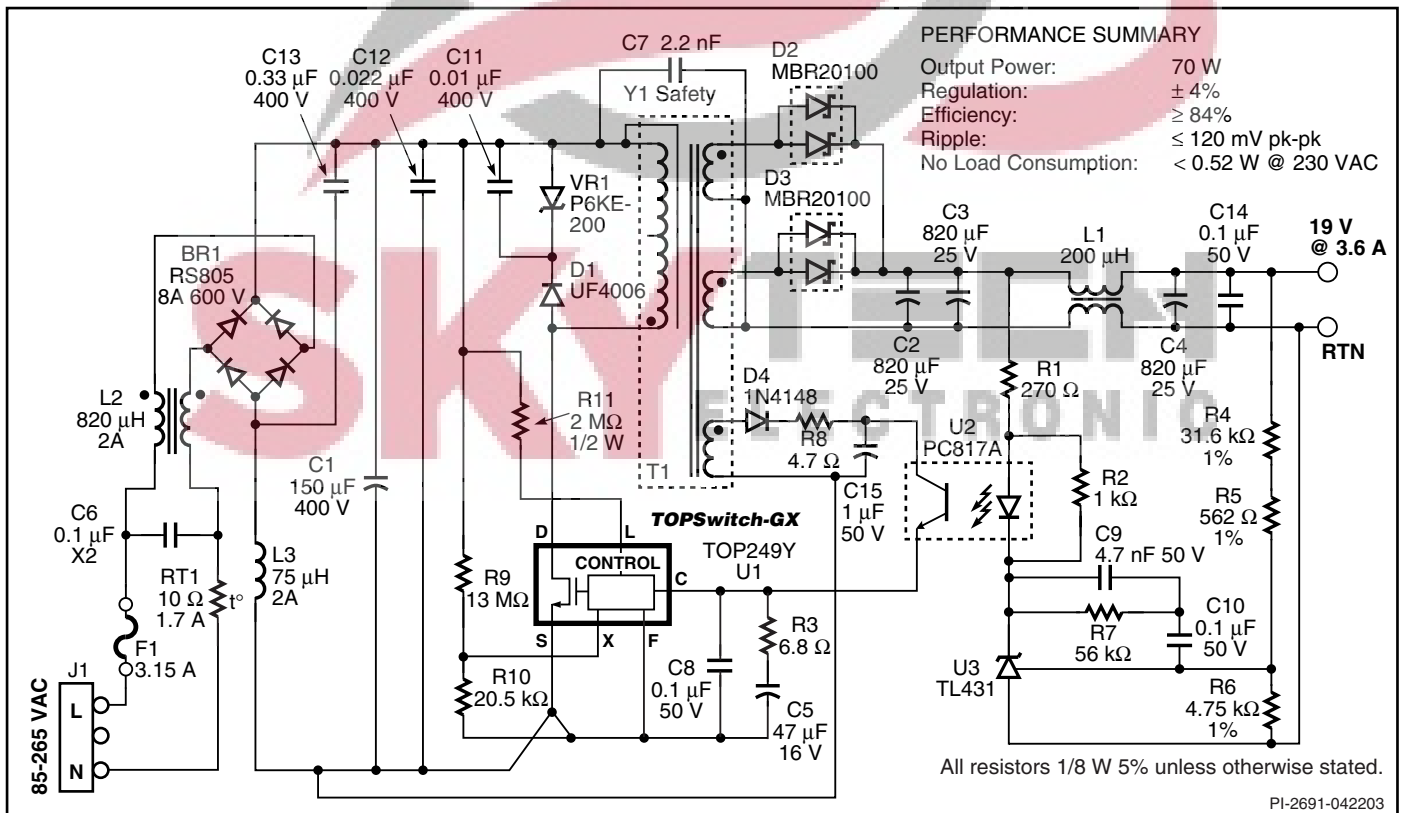 PERFORMANCE SUMMARY
Output Power: 70 W
Regulation: ± 4%
Efficiency: ≥ 84%
Ripple: ≤ 120 mV pk-pk
No Load Consumption: < 0.52 W @ 230 VAC
C13
0.33 µF
400 V
C12
0.022 µF
400 V
C11
0.01 µF
400 V
C7 2.2 nF
Y1 Safety
D2
MBR20100
D3
MBR20100
VR1
P6KE-
200
D1
UF4006
BR1
RS805
8A 600 V
C3
820 µF
25 V
L1
200 µH
C14
0.1 µF
50 V
19 V
@ 3.6 A
RTN
C2
820 µF
25 V
C4
820 µF
25 V
R1
270 Ω
L2
820 µH
2A
R11
2 MΩ
1/2 W
D4
1N4148
R8
4.7 Ω
T1
C15
1 µF
50 V
U2
PC817A
R2
1 kΩ
R4
31.6 kΩ
1%
R5
562 Ω
1%
C1
150 µF
400 V
C6
0.1 µF
X2
RT1
10 Ω
1.7 A
t°
L3
75 µH
2A
F1
3.15 A
J1
L
N
85-265 VAC
R9
13 MΩ
R10
20.5 kΩ
TOPSwitch-GX
TOP249Y
U1
D
L
CONTROL
C
S
X
F
C8
0.1 µF
50 V
R3
6.8 Ω
C5
47 µF
16 V
C9
4.7 nF 50 V
R7
56 kΩ
C10
0.1 µF
50 V
U3
TL431
R6
4.75 kΩ
1%
All resistors 1/8 W 5% unless otherwise stated.
PI-2691-042203
SKY TECH
ELECTRONIC